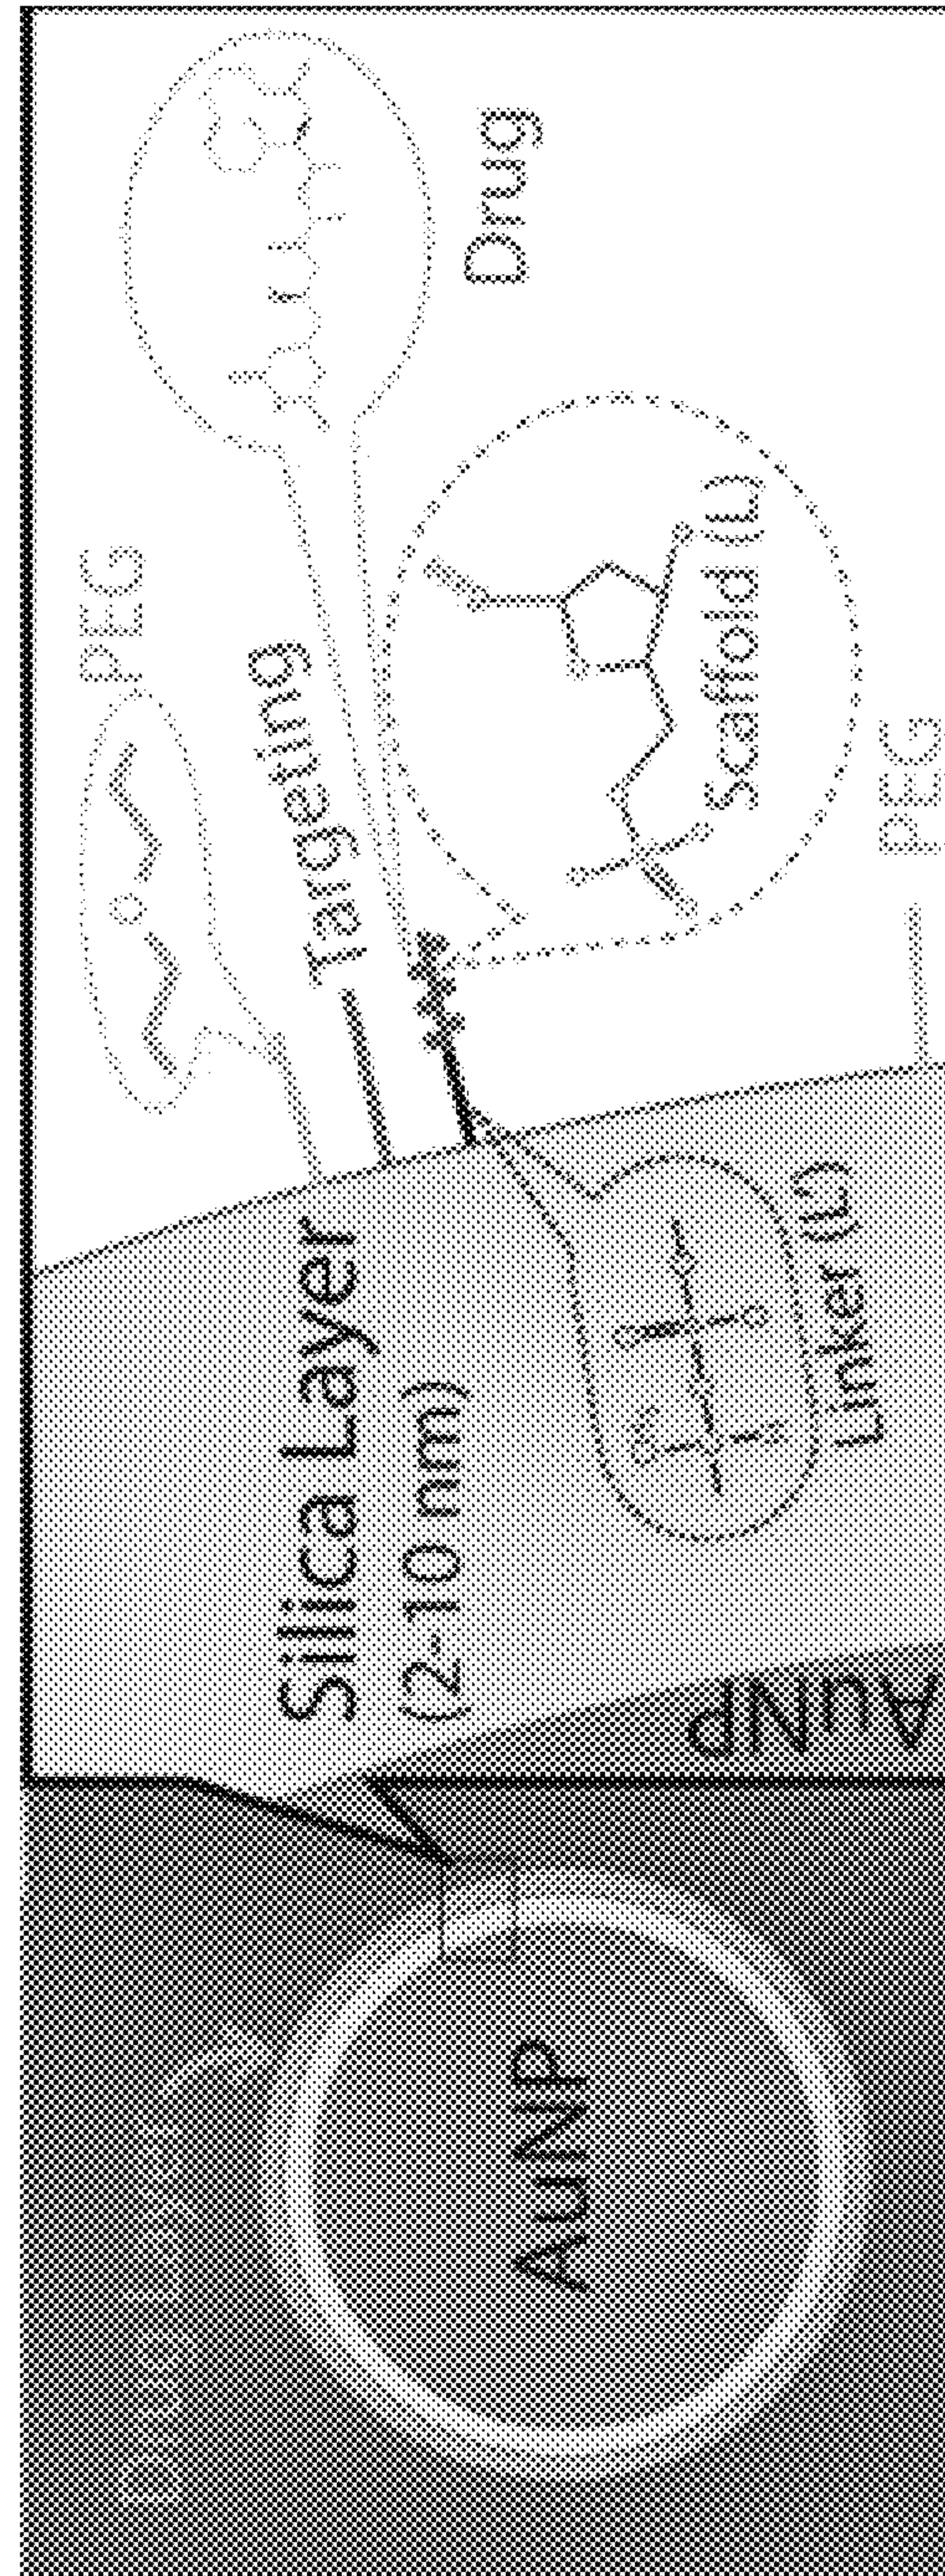 PEG
Targeting
Silica Layer
(2-10 nm)
Drug
AuNP
Scaffold (L)
Linker (L')
AuNP
PEG